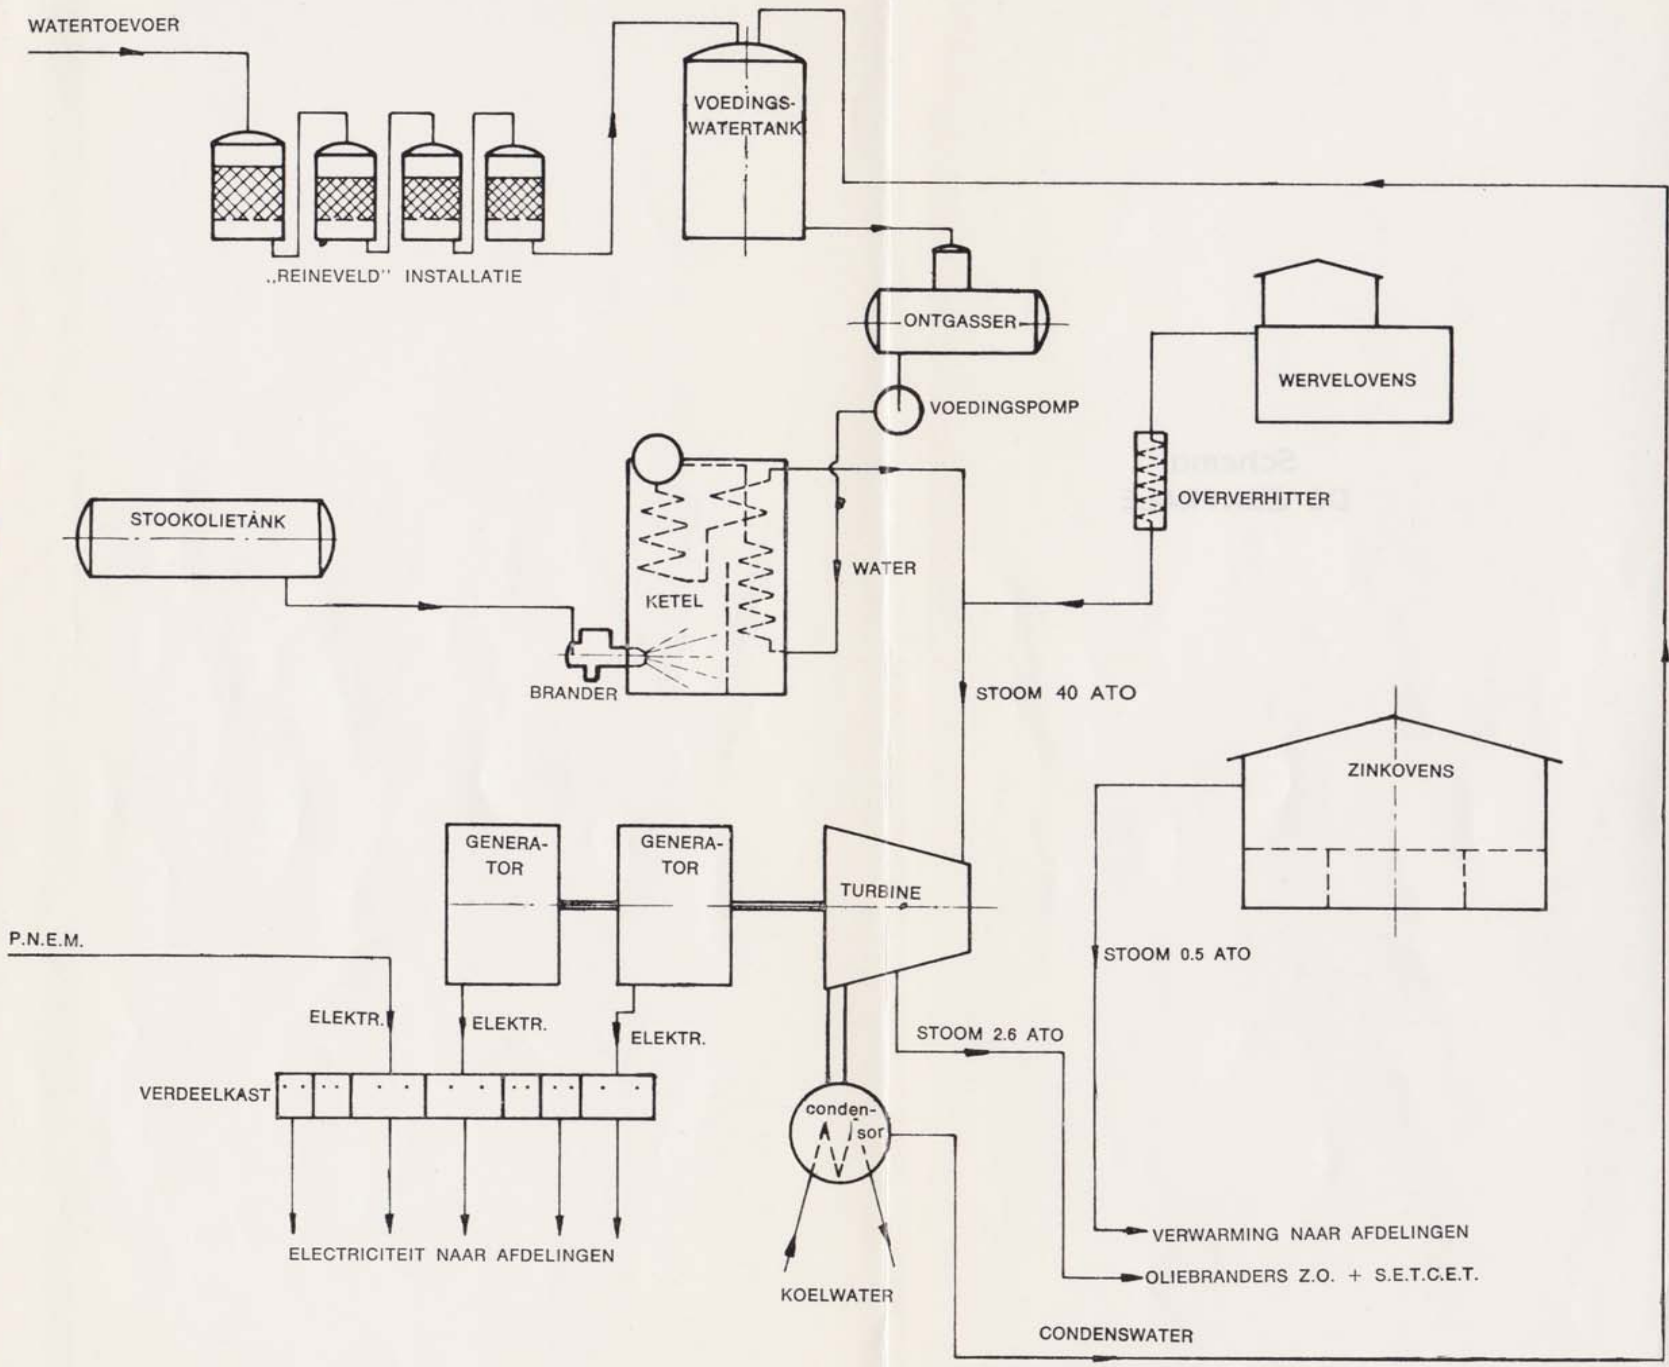 WATERTOEVOER
VOEDINGS-
WATERTANK
„REINEVELD” INSTALLATIE
ONTGASSER
WERVELOVENS
VOEDINGSPOMP
OVERVERHITTER
STOOKOLIETANK
WATER
KETEL
BRANDER
STOOM 40 ATO
ZINKOVENS
GENERA-
TOR
GENERA-
TOR
TURBINE
P.N.E.M.
STOOM 0.5 ATO
ELEKTR.
ELEKTR.
ELEKTR.
STOOM 2.6 ATO
VERDEELKAST
conden-
sor
VERWARMING NAAR AFDELINGEN
ELECTRICITEIT NAAR AFDELINGEN
OLIEBRANDERS Z.O. + S.E.T.C.E.T.
KOELWATER
CONDENSWATER